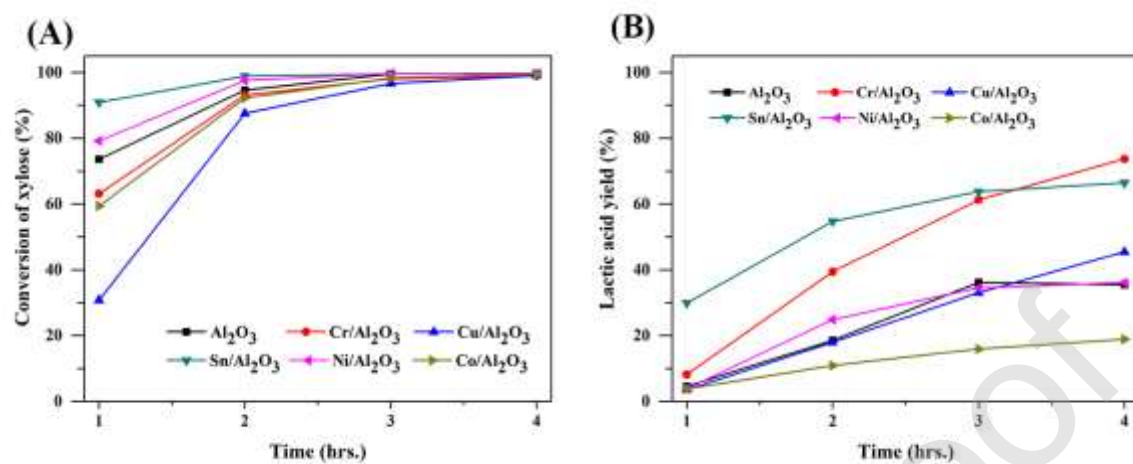 (A)
Conversion of xylose (%)
100
80
60
40
20
0
Al₂O₃ Cr/Al₂O₃ Cu/Al₂O₃
Sn/Al₂O₃ Ni/Al₂O₃ Co/Al₂O₃
1 2 3 4
Time (hrs.)
(B)
Lactic acid yield (%)
100
80
60
40
20
0
Al₂O₃ Cr/Al₂O₃ Cu/Al₂O₃
Sn/Al₂O₃ Ni/Al₂O₃ Co/Al₂O₃
1 2 3 4
Time (hrs.)